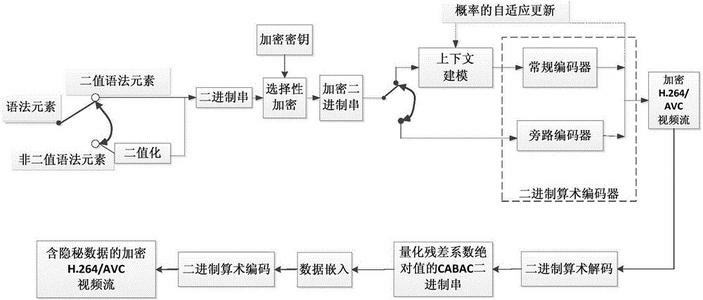 概率的自适应更新
加密密钥
二值语法元素
语法元素
二进制串
选择性
加密
加密二
进制串
上下文
建模
常规编码器
加密
H.264/
AVC
视频流
非二值语法元素
二值化
旁路编码器
二进制算术编码器
含隐秘数据的加密
H.264/AVC
视频流
二进制算术编码
数据嵌入
量化残差系数绝
对值的CABAC二
进制串
二进制算术解码